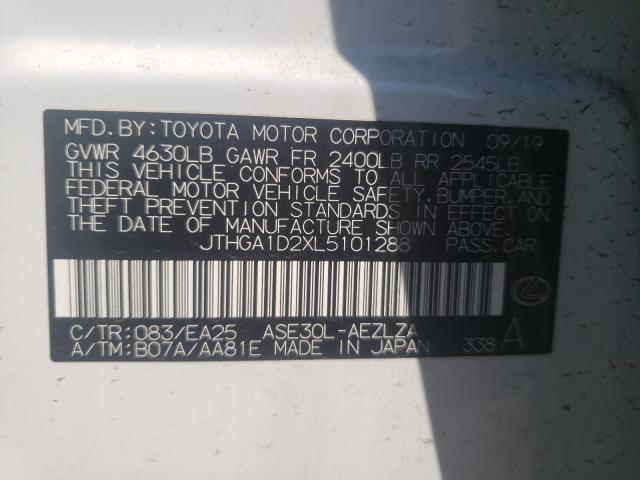 MFD.BY:TOYOTA MOTOR CORPORATION 09/19
GVWR 4630LB GAWR FR 2400LB RR 2545LB
THIS VEHICLE CONFORMS TO ALL APPLICABLE
FEDERAL MOTOR VEHICLE SAFETY,BUMPER,AND
THEFT PREVENTION STANDARDS IN EFFECT ON
THE DATE OF MANUFACTURE SHOWN ABOVE.
JTHGA1D2XL5101288 PASS.CAR
C/TR:083/EA25 ASE30L-AEZLZA
A/TM:B07A/AA81E MADE IN JAPAN 338 A